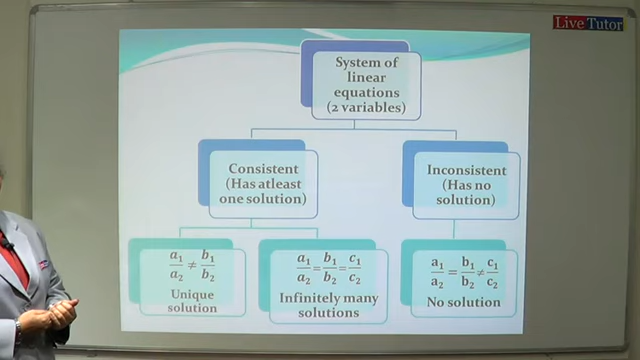 Live Tutor
System of
linear
equations
(2 variables)
Consistent
(Has atleast
one solution)
Inconsistent
(Has no
solution)
a₁/a₂ ≠ b₁/b₂
Unique
solution
a₁/a₂ = b₁/b₂ = c₁/c₂
Infinitely many
solutions
a₁/a₂ = b₁/b₂ ≠ c₁/c₂
No solution